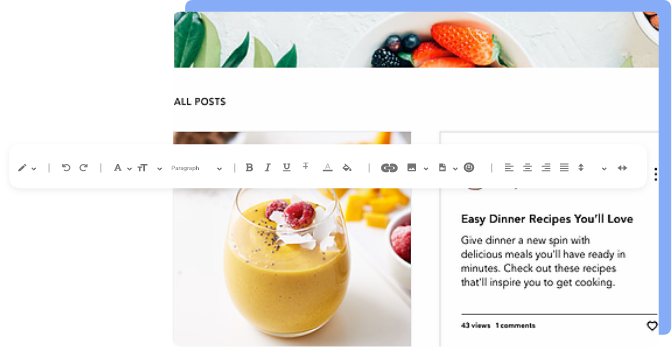 ALL POSTS
Paragraph
Easy Dinner Recipes You'll Love
Give dinner a new spin with
delicious meals you'll have ready in
minutes. Check out these recipes
that'll inspire you to get cooking.
43 views 1 comments